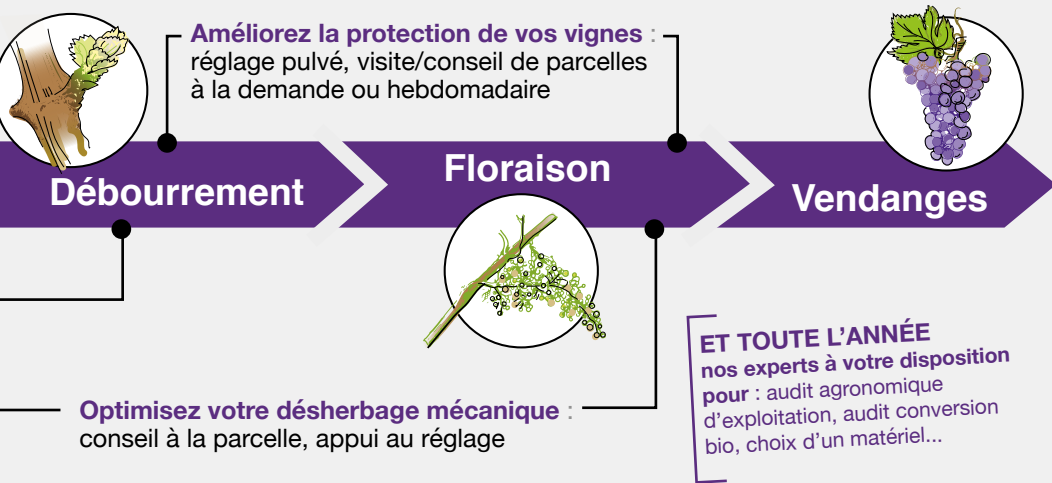 Améliorez la protection de vos vignes :
réglage pulvé, visite/conseil de parcelles
à la demande ou hebdomadaire
Débourrement
Floraison
Vendanges
Optimisez votre désherbage mécanique :
conseil à la parcelle, appui au réglage
ET TOUTE L'ANNÉE
nos experts à votre disposition
pour : audit agronomique
d'exploitation, audit conversion
bio, choix d'un matériel...